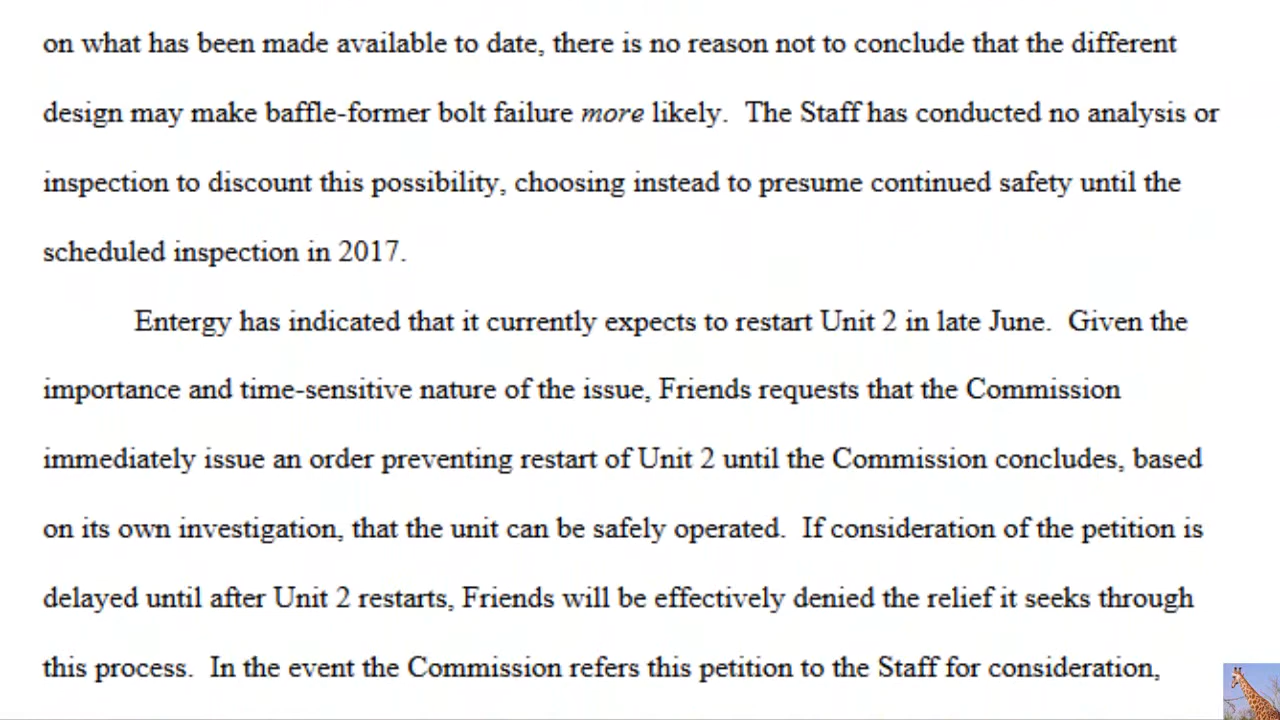 on what has been made available to date, there is no reason not to conclude that the different
design may make baffle-former bolt failure more likely.  The Staff has conducted no analysis or
inspection to discount this possibility, choosing instead to presume continued safety until the
scheduled inspection in 2017.
Entergy has indicated that it currently expects to restart Unit 2 in late June.  Given the
importance and time-sensitive nature of the issue, Friends requests that the Commission
immediately issue an order preventing restart of Unit 2 until the Commission concludes, based
on its own investigation, that the unit can be safely operated.  If consideration of the petition is
delayed until after Unit 2 restarts, Friends will be effectively denied the relief it seeks through
this process.  In the event the Commission refers this petition to the Staff for consideration,